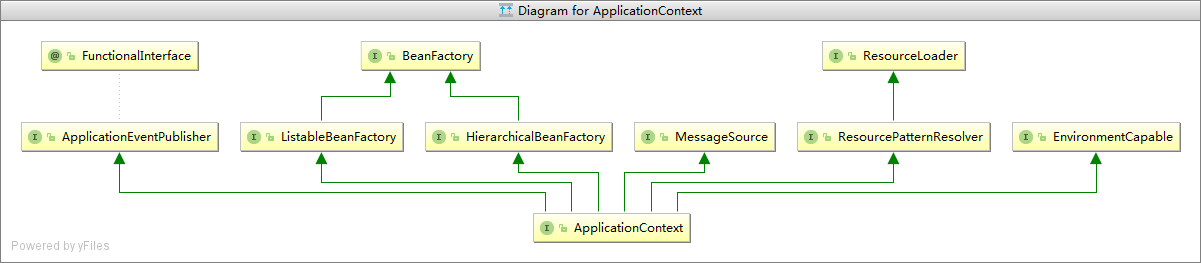 Diagram for ApplicationContext
@ FunctionalInterface
I BeanFactory
I ResourceLoader
I ApplicationEventPublisher
I ListableBeanFactory
I HierarchicalBeanFactory
I MessageSource
I ResourcePatternResolver
I EnvironmentCapable
I ApplicationContext
Powered by yFiles